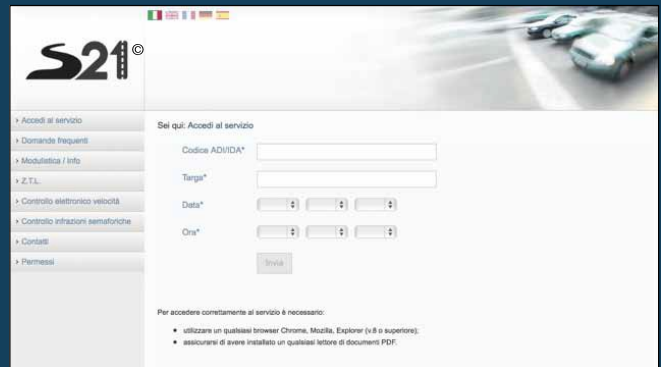 S21©
› Accedi al servizio
› Domande frequenti
› Modulistica / Info
› Z.T.L.
› Controllo elettronico velocità
› Controllo infrazioni semaforiche
› Contatti
› Permessi
Sei qui: Accedi al servizio
Codice ADI/IDA*
Targa*
Data*
Ora*
Invia
Per accedere correttamente al servizio è necessario:
• utilizzare un qualsiasi browser Chrome, Mozilla, Explorer (v.8 o superiore);
• assicurarsi di avere installato un qualsiasi lettore di documenti PDF.